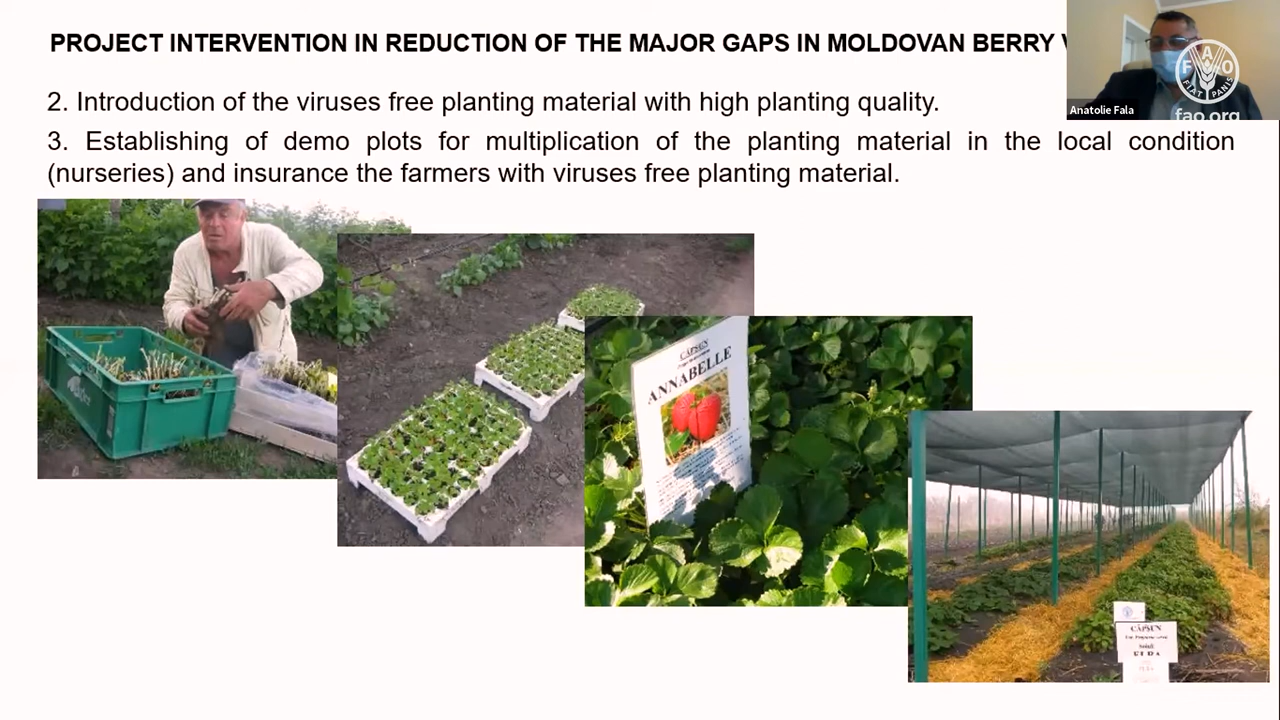 PROJECT INTERVENTION IN REDUCTION OF THE MAJOR GAPS IN MOLDOVAN BERRY
2. Introduction of the viruses free planting material with high planting quality.
3. Establishing of demo plots for multiplication of the planting material in the local condition
(nurseries) and insurance the farmers with viruses free planting material.
Anatolie Fala
F A O
FIAT PANIS
fao.org
CĂPȘUN
ANNABELLE
CĂPȘUN